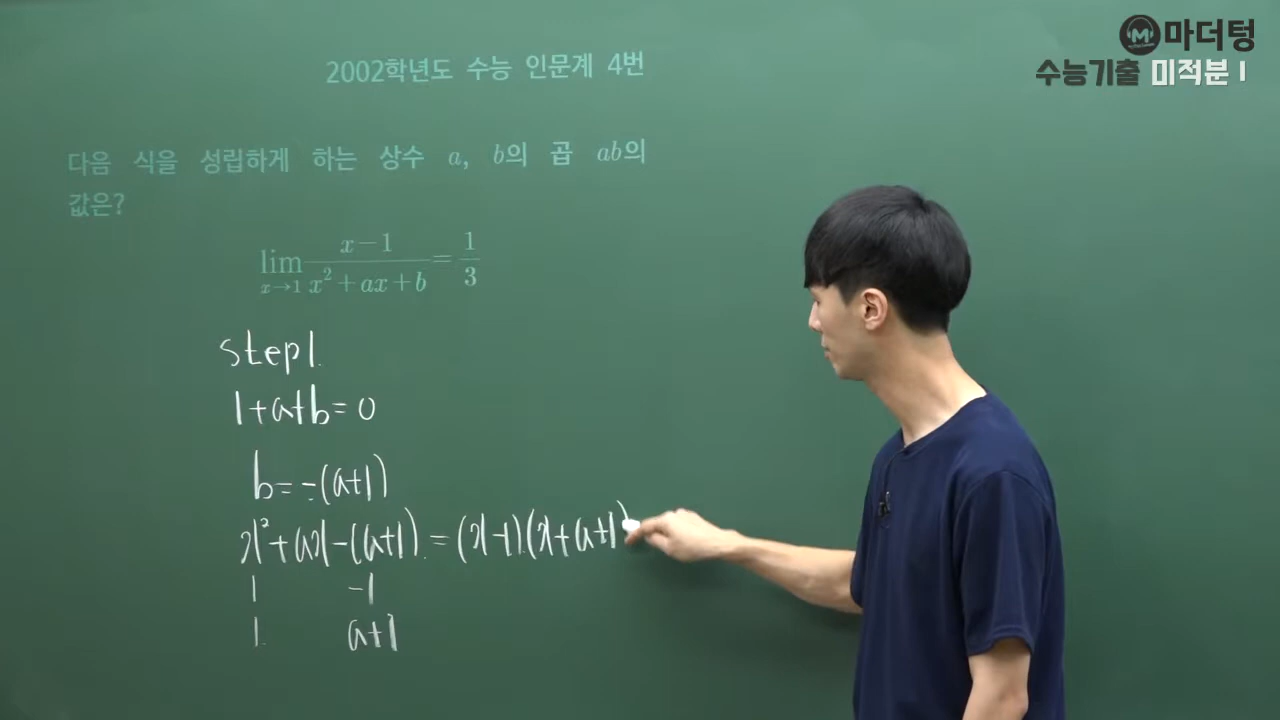 마더텅
수능기출 미적분 I
2002학년도 수능 인문계 4번
다음 식을 성립하게 하는 상수 a, b의 곱 ab의
값은?
lim x→1 (x-1)/(x²+ax+b) = 1/3
step1.
1+a+b=0
b=-(a+1)
x²+ax-(a+1).=(x-1).(x+a+1)
1 -1
1. a+1